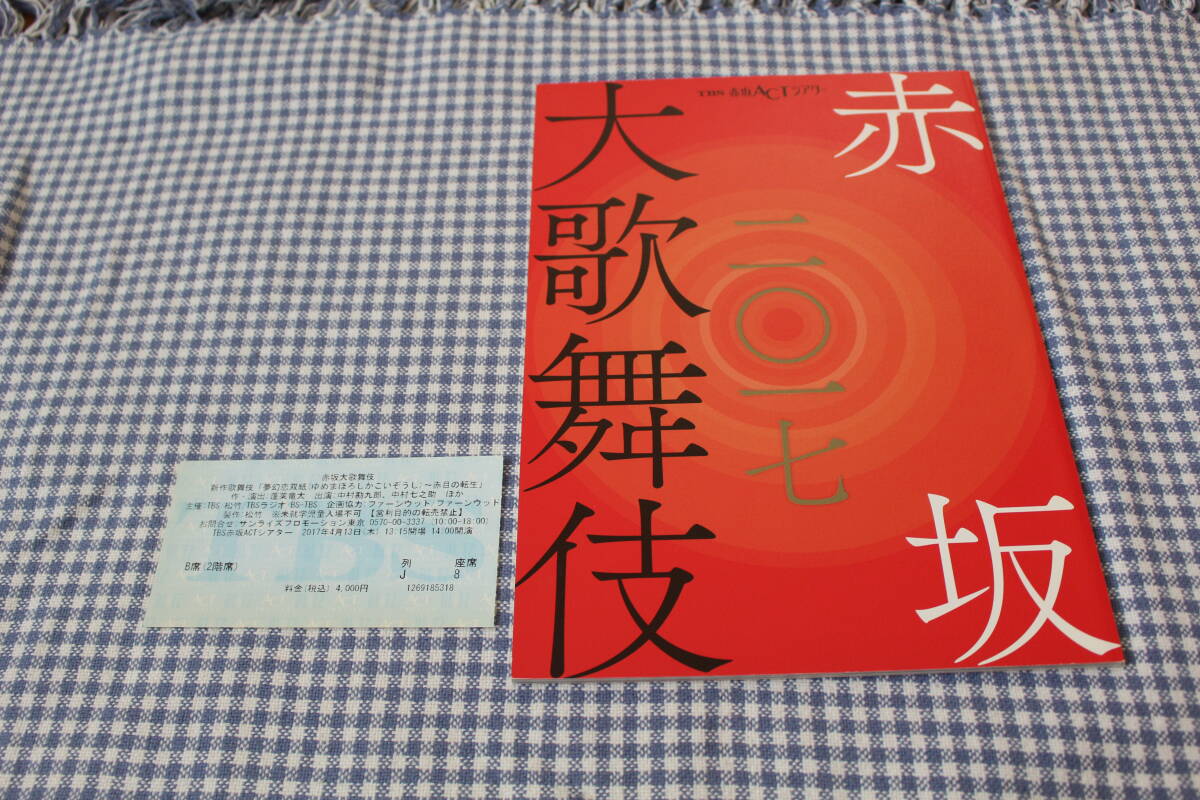 TBS 赤坂ACTシアター
赤坂
大歌舞伎
二〇一七
赤坂大歌舞伎
新作歌舞伎「夢幻恋双紙(ゆめまぼろしかこいぞうし)～赤目の転生」
作・演出:蓬莱竜太 出演:中村勘九郎、中村七之助 ほか
主催:TBS/松竹/TBSラジオ/BS-TBS 企画協力:ファーンウッド/ファーンウッド
製作:松竹 ※未就学児童入場不可【営利目的の転売禁止】
お問合せ:サンライズプロモーション東京 0570-00-3337 (10:00-18:00)
TBS赤坂ACTシアター 2017年4月13日(木) 13:15開場 14:00開演
B席(2階席) 列 座席
J 8
料金(税込) 4,000円 1269185318